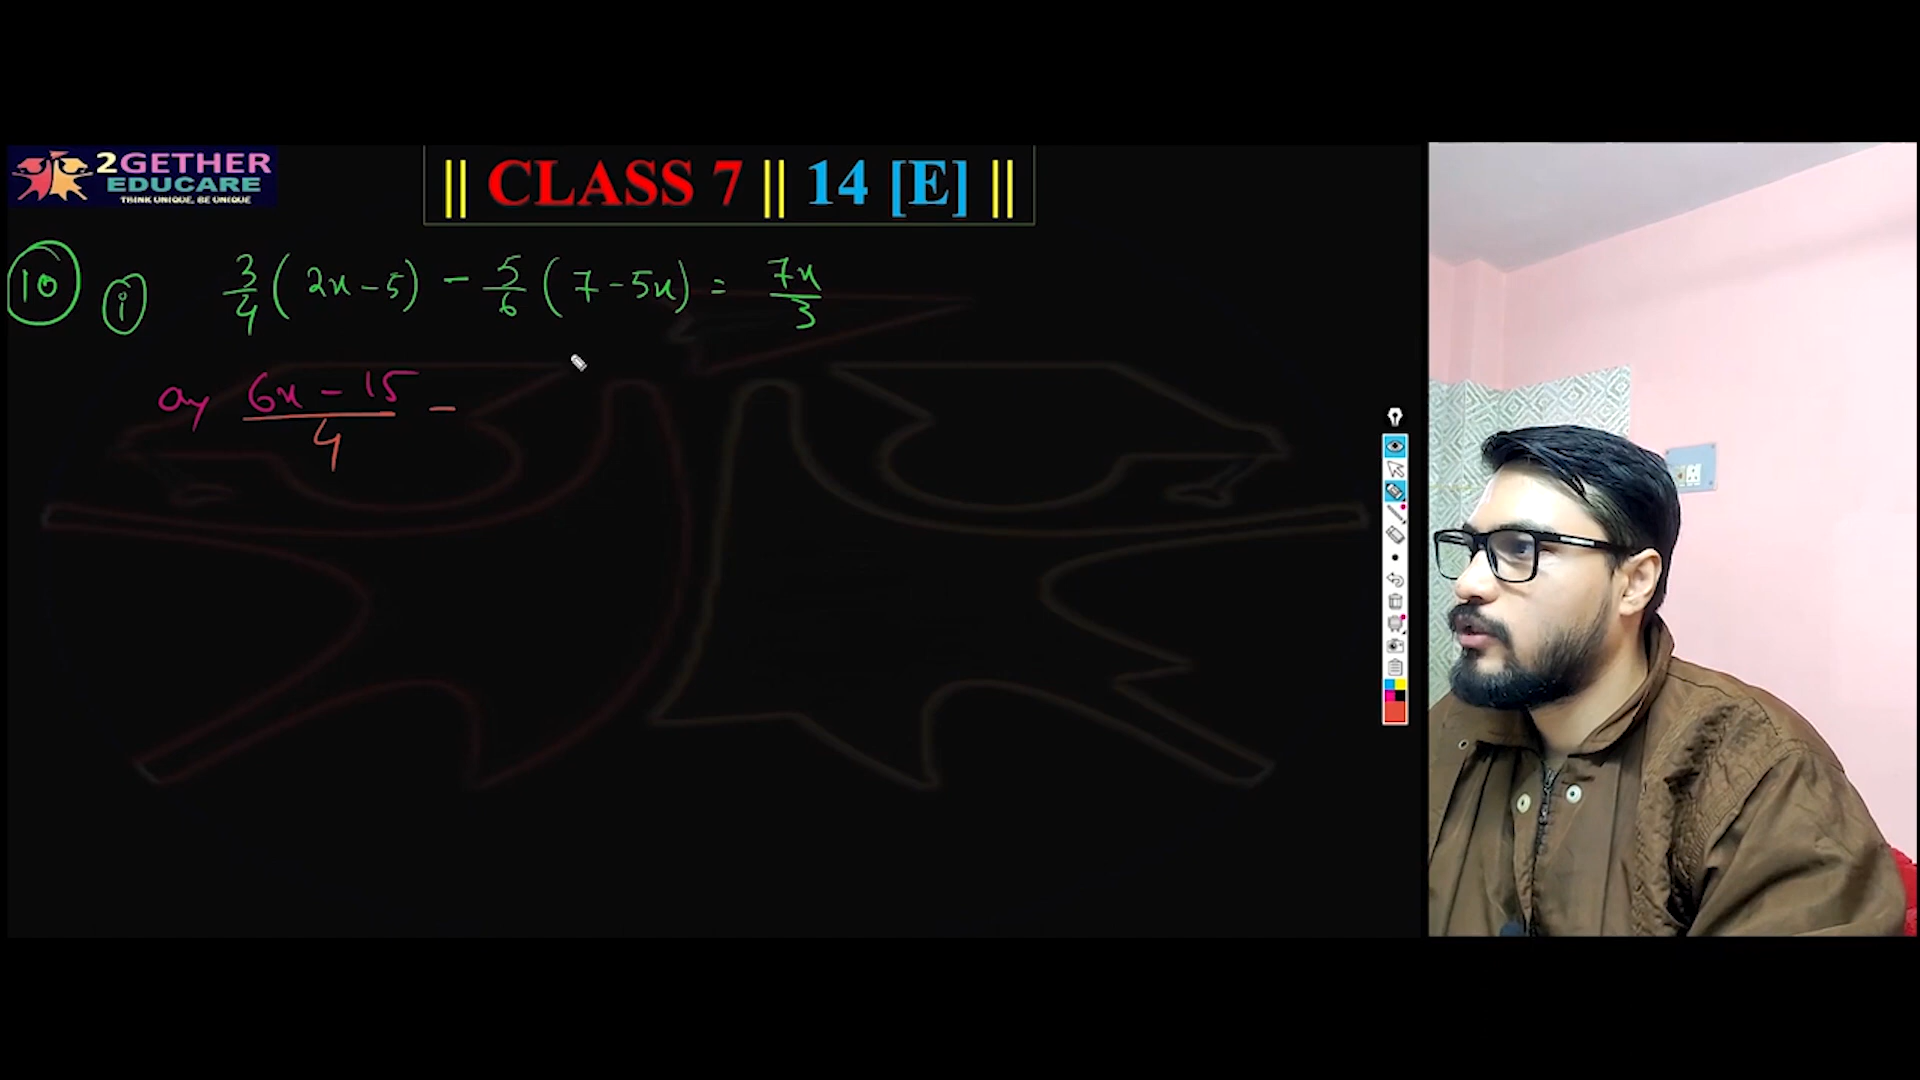 2GETHER
EDUCARE
THINK UNIQUE, BE UNIQUE
|| CLASS 7 || 14 [E] ||
10 i 3/4 ( 2x - 5 ) - 5/6 ( 7 - 5x ) = 7x/3
or, 6x - 15 / 4 -